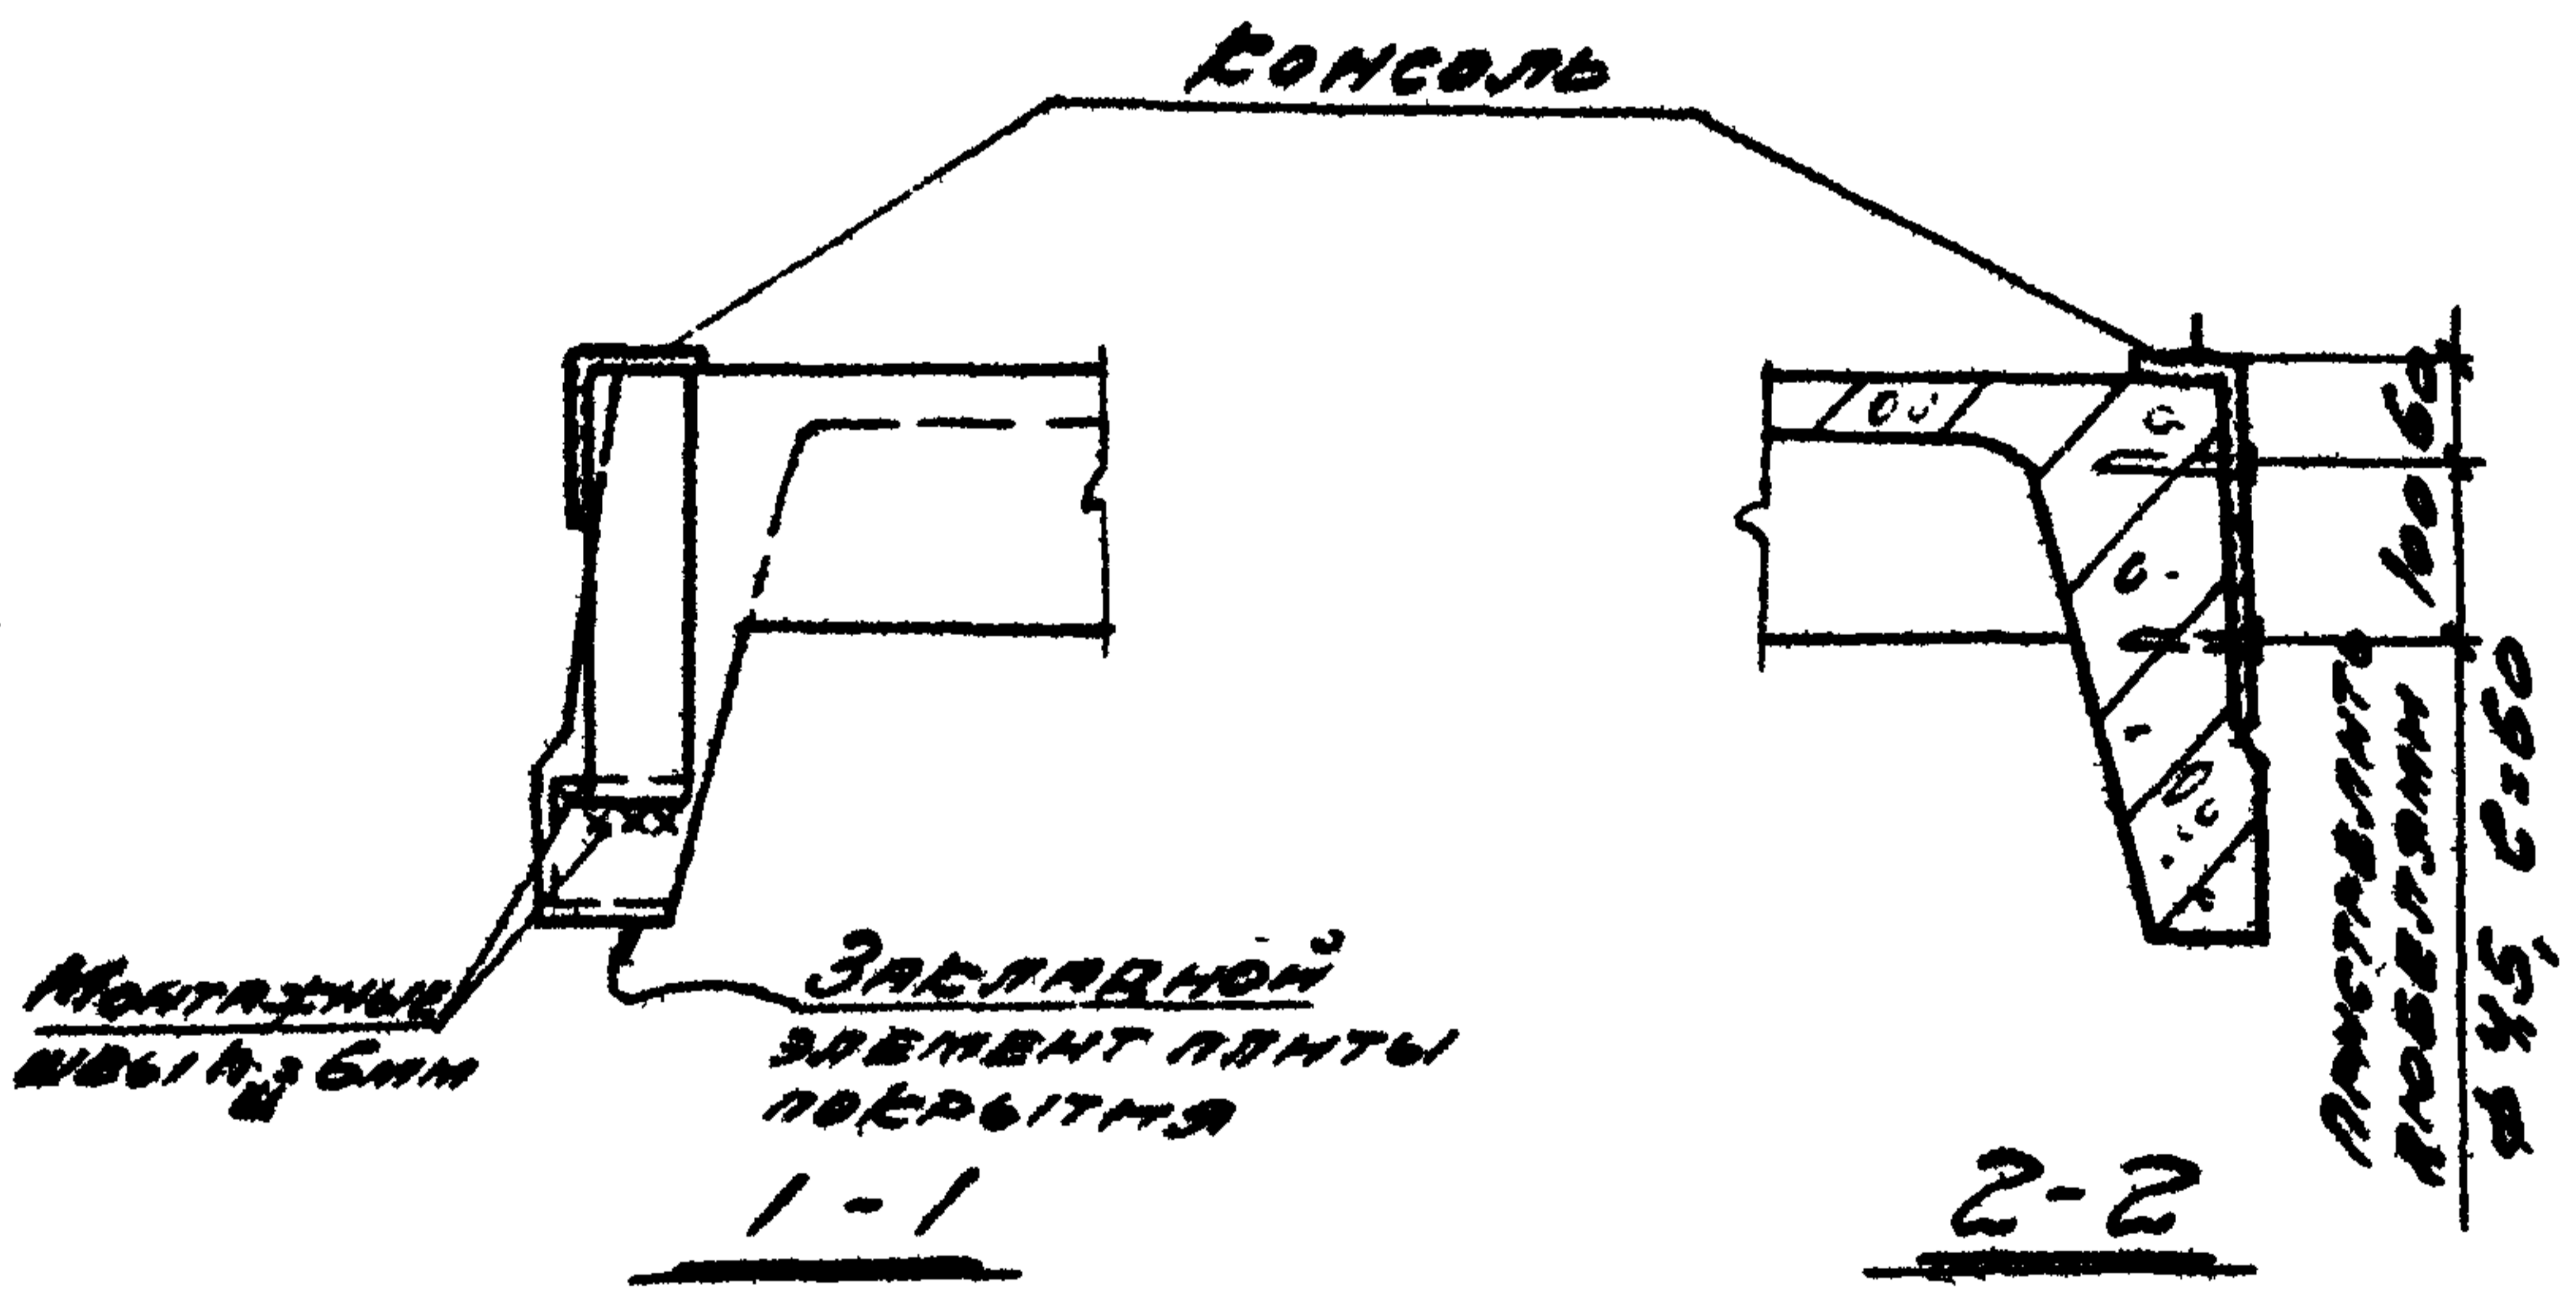 Консоль
60
100
Пристрелить
дюбелями
ø 4,5 ℓ=60
Монтажные
швы hш=6мм
Закладной
элемент плиты
покрытия
1-1
2-2